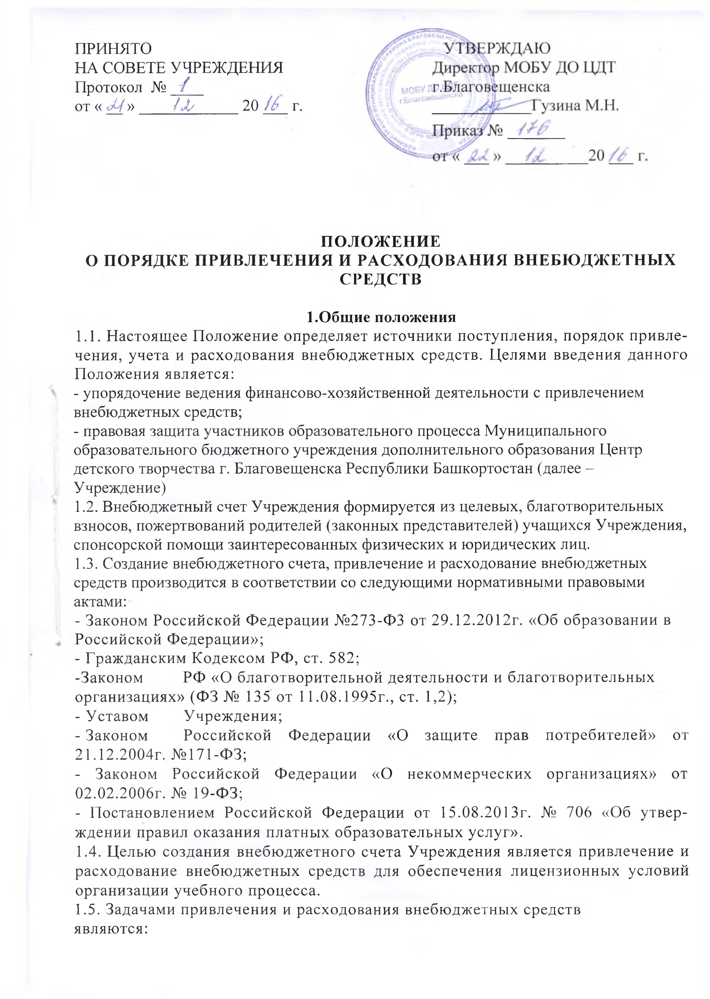 ПРИНЯТО
НА СОВЕТЕ УЧРЕЖДЕНИЯ
Протокол № 1
от « 21 » 12 20 16 г.
УТВЕРЖДАЮ
Директор МОБУ ДО ЦДТ
г.Благовещенска
Гузина М.Н.
Приказ № 176
от « 22 » 12 20 16 г.
МОБУ ДО ЦДТ
г.Благовещенска
ПОЛОЖЕНИЕ
О ПОРЯДКЕ ПРИВЛЕЧЕНИЯ И РАСХОДОВАНИЯ ВНЕБЮДЖЕТНЫХ
СРЕДСТВ
1.Общие положения
1.1. Настоящее Положение определяет источники поступления, порядок привле-
чения, учета и расходования внебюджетных средств. Целями введения данного
Положения является:
- упорядочение ведения финансово-хозяйственной деятельности с привлечением
внебюджетных средств;
- правовая защита участников образовательного процесса Муниципального
образовательного бюджетного учреждения дополнительного образования Центр
детского творчества г. Благовещенска Республики Башкортостан (далее –
Учреждение)
1.2. Внебюджетный счет Учреждения формируется из целевых, благотворительных
взносов, пожертвований родителей (законных представителей) учащихся Учреждения,
спонсорской помощи заинтересованных физических и юридических лиц.
1.3. Создание внебюджетного счета, привлечение и расходование внебюджетных
средств производится в соответствии со следующими нормативными правовыми
актами:
- Законом Российской Федерации №273-ФЗ от 29.12.2012г. «Об образовании в
Российской Федерации»;
- Гражданским Кодексом РФ, ст. 582;
-Законом РФ «О благотворительной деятельности и благотворительных
организациях» (ФЗ № 135 от 11.08.1995г., ст. 1,2);
- Уставом Учреждения;
- Законом Российской Федерации «О защите прав потребителей» от
21.12.2004г. №171-ФЗ;
- Законом Российской Федерации «О некоммерческих организациях» от
02.02.2006г. № 19-ФЗ;
- Постановлением Российской Федерации от 15.08.2013г. № 706 «Об утвер-
ждении правил оказания платных образовательных услуг».
1.4. Целью создания внебюджетного счета Учреждения является привлечение и
расходование внебюджетных средств для обеспечения лицензионных условий
организации учебного процесса.
1.5. Задачами привлечения и расходования внебюджетных средств
являются: